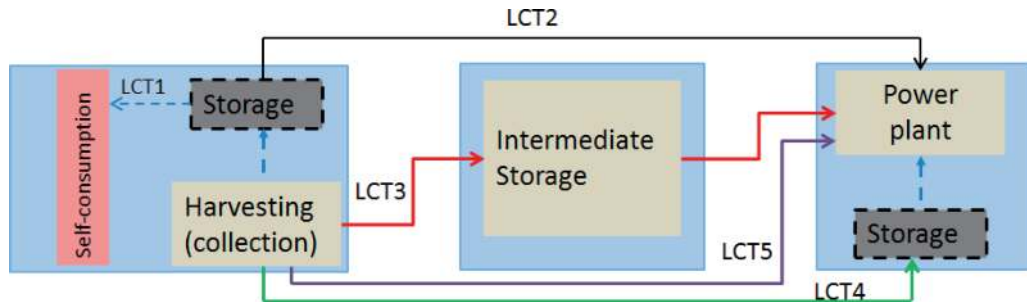 LCT2
Self-consumption
LCT1
Storage
Harvesting
(collection)
LCT3
Intermediate
Storage
Power
plant
Storage
LCT5
LCT4